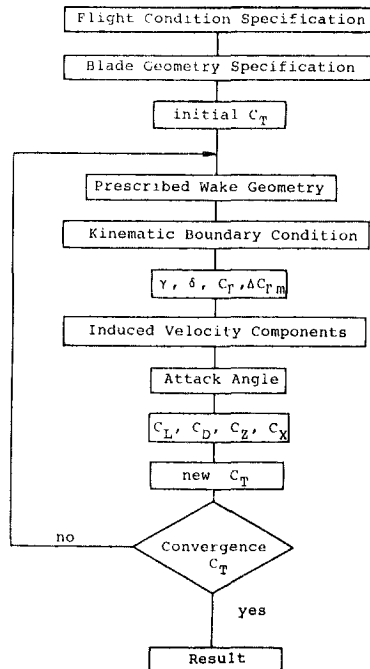 Flight Condition Specification
Blade Geometry Specification
initial C_T
Prescribed Wake Geometry
Kinematic Boundary Condition
γ, δ, C_Γ, ΔC_Γm
Induced Velocity Components
Attack Angle
C_L, C_D, C_Z, C_X
new C_T
no
Convergence
C_T
yes
Result